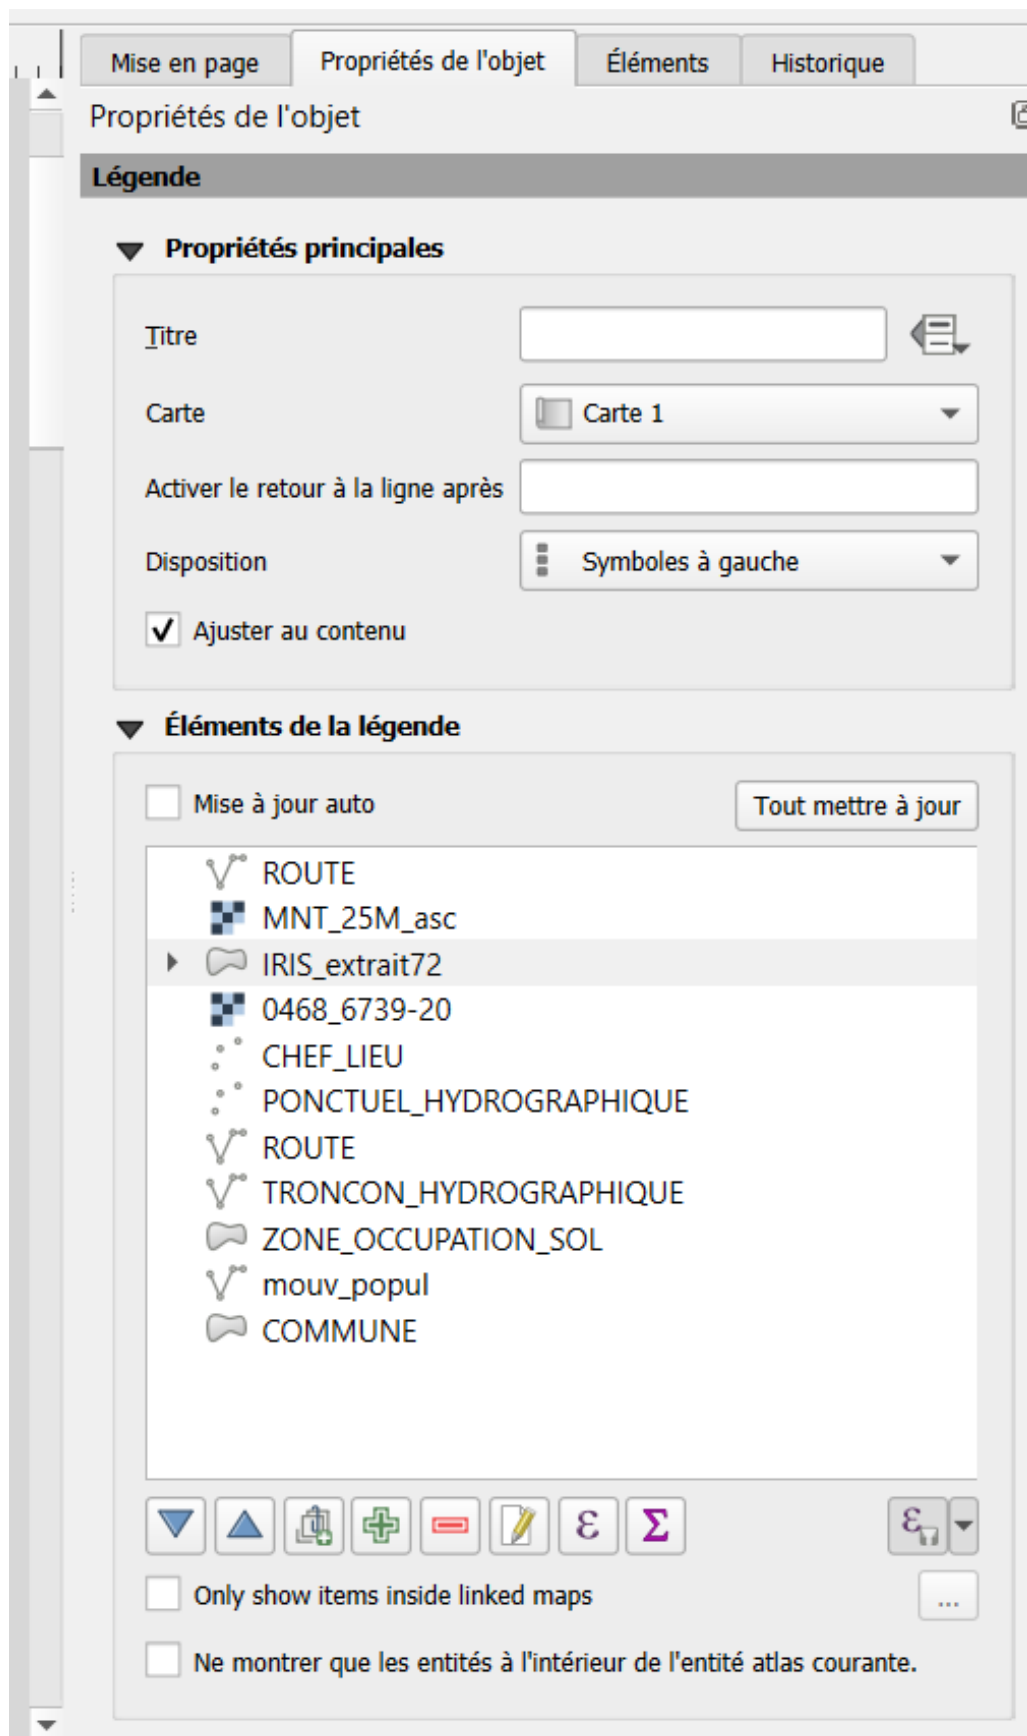 Mise en page Propriétés de l'objet Éléments Historique
Propriétés de l'objet
Légende
Propriétés principales
Titre
Carte Carte 1
Activer le retour à la ligne après
Disposition Symboles à gauche
Ajuster au contenu
Éléments de la légende
Mise à jour auto Tout mettre à jour
ROUTE
MNT_25M_asc
IRIS_extrait72
0468_6739-20
CHEF_LIEU
PONCTUEL_HYDROGRAPHIQUE
ROUTE
TRONCON_HYDROGRAPHIQUE
ZONE_OCCUPATION_SOL
mouv_popul
COMMUNE
ε Σ ε
Only show items inside linked maps ...
Ne montrer que les entités à l'intérieur de l'entité atlas courante.